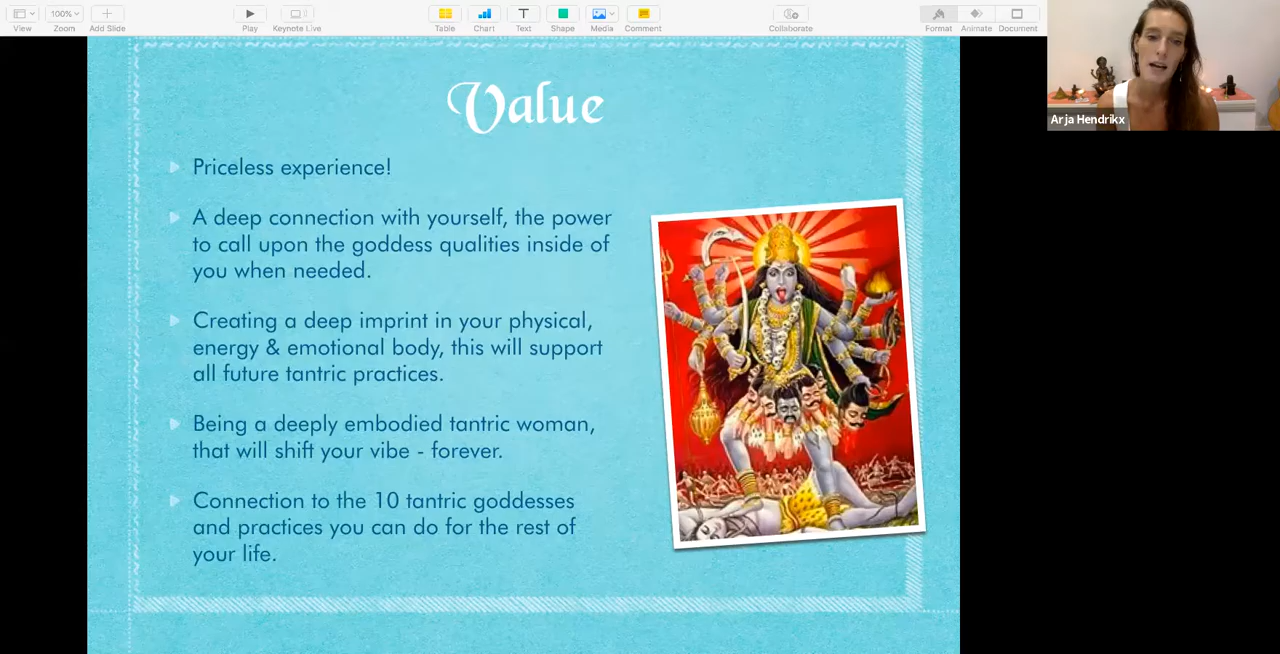 View
Zoom
Add Slide
Play
Keynote Live
Table
Chart
Text
Shape
Media
Comment
Collaborate
Format
Animate
Document
100%
Arja Hendrikx
Value
Priceless experience!
A deep connection with yourself, the power
to call upon the goddess qualities inside of
you when needed.
Creating a deep imprint in your physical,
energy & emotional body, this will support
all future tantric practices.
Being a deeply embodied tantric woman,
that will shift your vibe - forever.
Connection to the 10 tantric goddesses
and practices you can do for the rest of
your life.